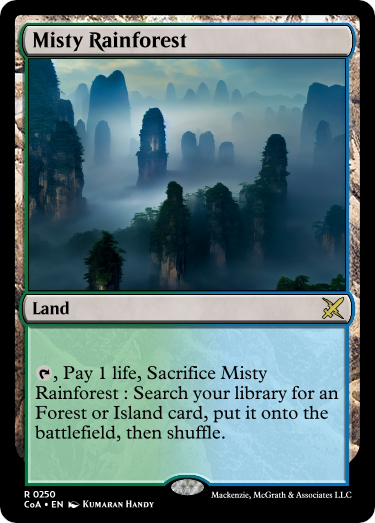 Misty Rainforest
Land
, Pay 1 life, Sacrifice Misty
Rainforest : Search your library for an
Forest or Island card, put it onto the
battlefield, then shuffle.
R 0250
CoA • EN Kumaran Handy
Mackenzie, McGrath & Associates LLC